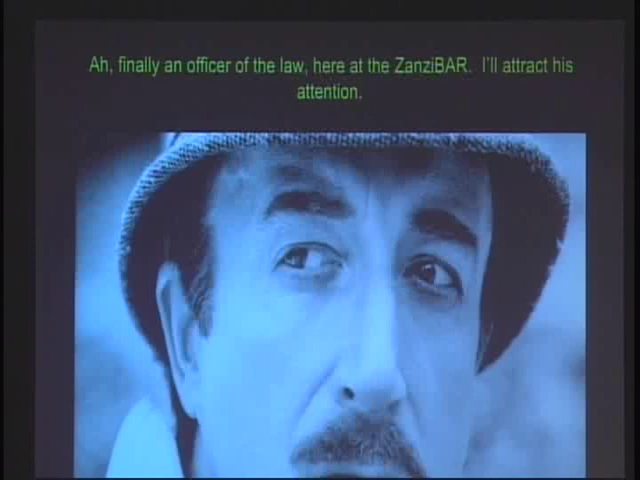 Ah, finally an officer of the law, here at the ZanziBAR.  I'll attract his
attention.